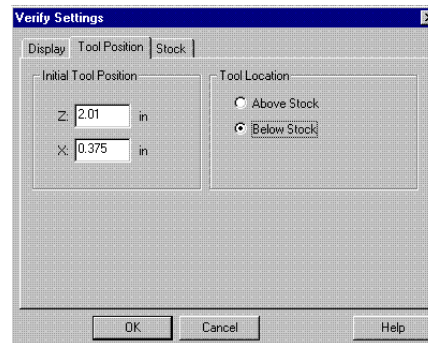 Verify Settings
Display Tool Position Stock
Initial Tool Position
Z: 2.01 in
X: 0.375 in
Tool Location
Above Stock
Below Stock
OK Cancel Help